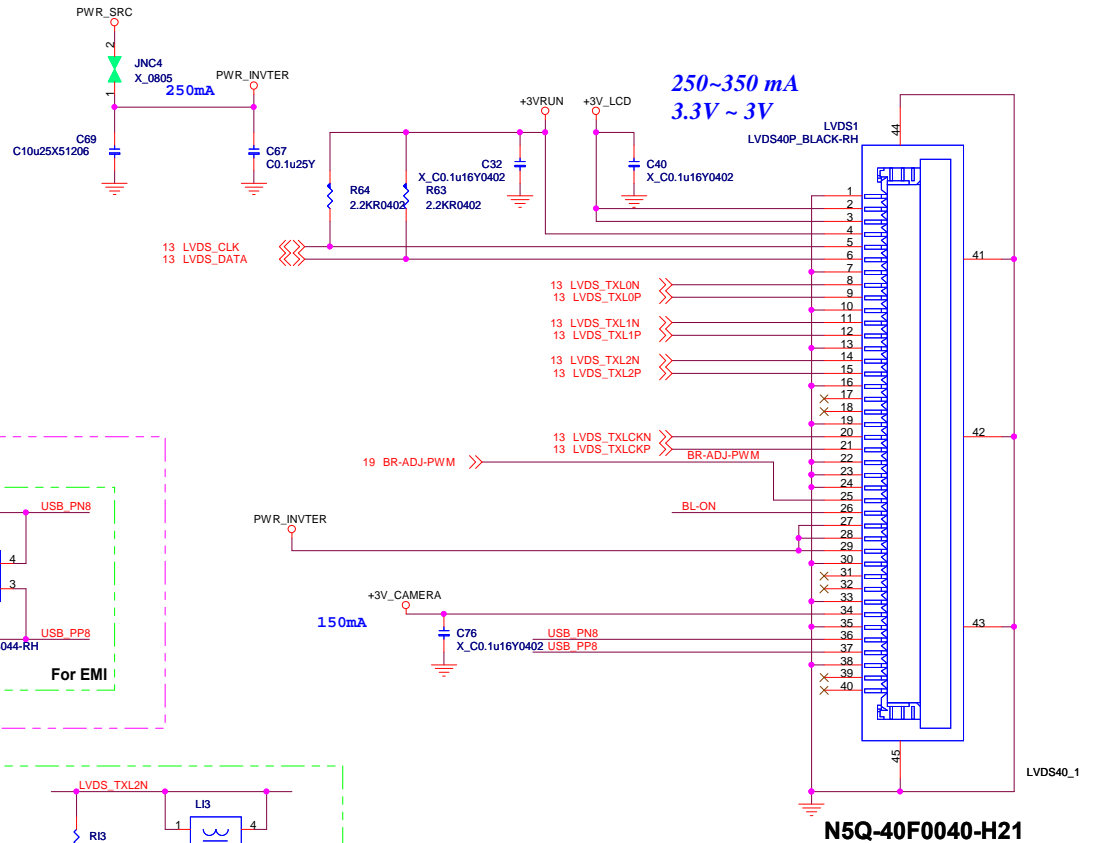 PWR_SRC
2
JNC4
X_0805
1
250mA
PWR_INVTER
C69
C10u25X51206
C67
C0.1u25Y
250~350 mA
3.3V ~ 3V
+3VRUN
+3V_LCD
C32
X_C0.1u16Y0402
C40
X_C0.1u16Y0402
R64
2.2KR0402
R63
2.2KR0402
LVDS1
LVDS40P_BLACK-RH
44
13 LVDS_CLK
13 LVDS_DATA
13 LVDS_TXL0N
13 LVDS_TXL0P
13 LVDS_TXL1N
13 LVDS_TXL1P
13 LVDS_TXL2N
13 LVDS_TXL2P
13 LVDS_TXLCKN
13 LVDS_TXLCKP
19 BR-ADJ-PWM
BR-ADJ-PWM
BL-ON
PWR_INVTER
+3V_CAMERA
150mA
C76
X_C0.1u16Y0402
USB_PN8
USB_PP8
1
2
3
4
5
6
7
8
9
10
11
12
13
14
15
16
17
18
19
20
21
22
23
24
25
26
27
28
29
30
31
32
33
34
35
36
37
38
39
40
41
42
43
45
LVDS40_1
N5Q-40F0040-H21
USB_PN8
4
3
USB_PP8
044-RH
For EMI
LVDS_TXL2N
LI3
1
4
RI3